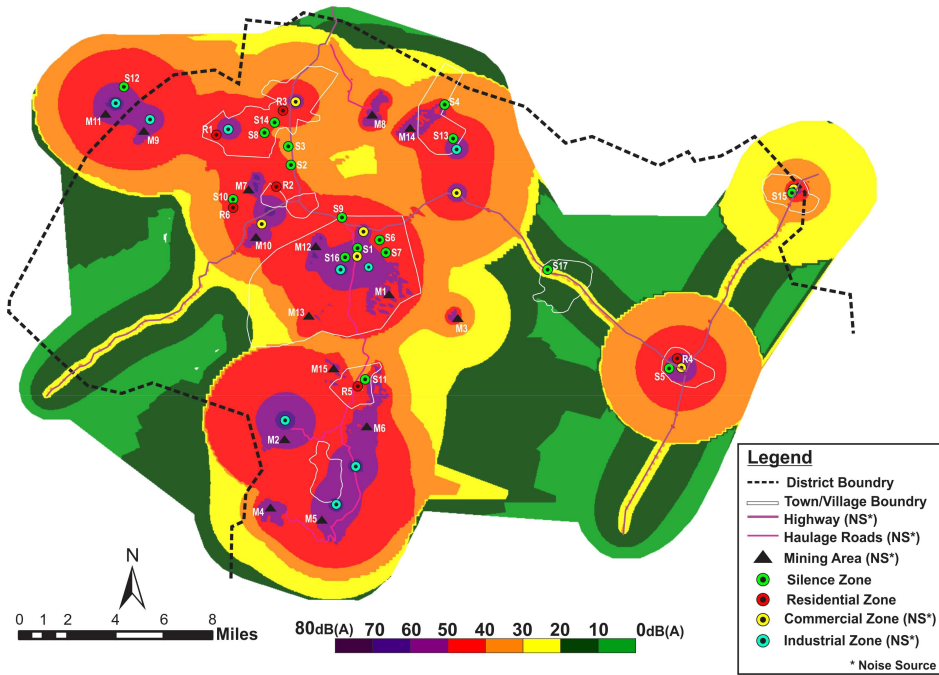 S12
M11
M9
R3
S14
R1
S8
S3
S2
M8
S4
M14
S13
S15
M7
R2
S10
R6
M10
S9
M12
S6
S1
S7
S16
M1
M13
M3
S17
R4
S5
M15
S11
R5
M2
M6
M4
M5
N
0 1 2 4 6 8
Miles
80dB(A) 70 60 50 40 30 20 10 0dB(A)
Legend
District Boundry
Town/Village Boundry
Highway (NS*)
Haulage Roads (NS*)
Mining Area (NS*)
Silence Zone
Residential Zone
Commercial Zone (NS*)
Industrial Zone (NS*)
* Noise Source